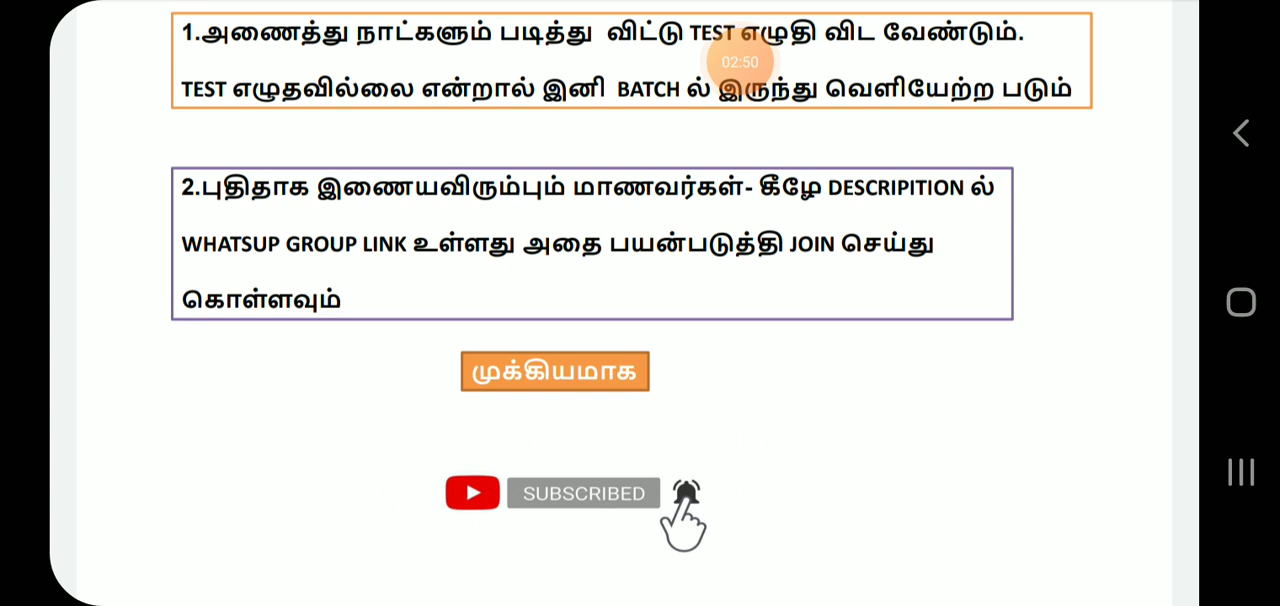 1.அணைத்து நாட்களும் படித்து விட்டு TEST எழுதி விட வேண்டும்.
02:50
TEST எழுதவில்லை என்றால் இனி BATCH ல் இருந்து வெளியேற்ற படும்
2.புதிதாக இணையவிரும்பும் மாணவர்கள்- கீழே DESCRIPITION ல்
WHATSUP GROUP LINK உள்ளது அதை பயன்படுத்தி JOIN செய்து
கொள்ளவும்
முக்கியமாக
SUBSCRIBED